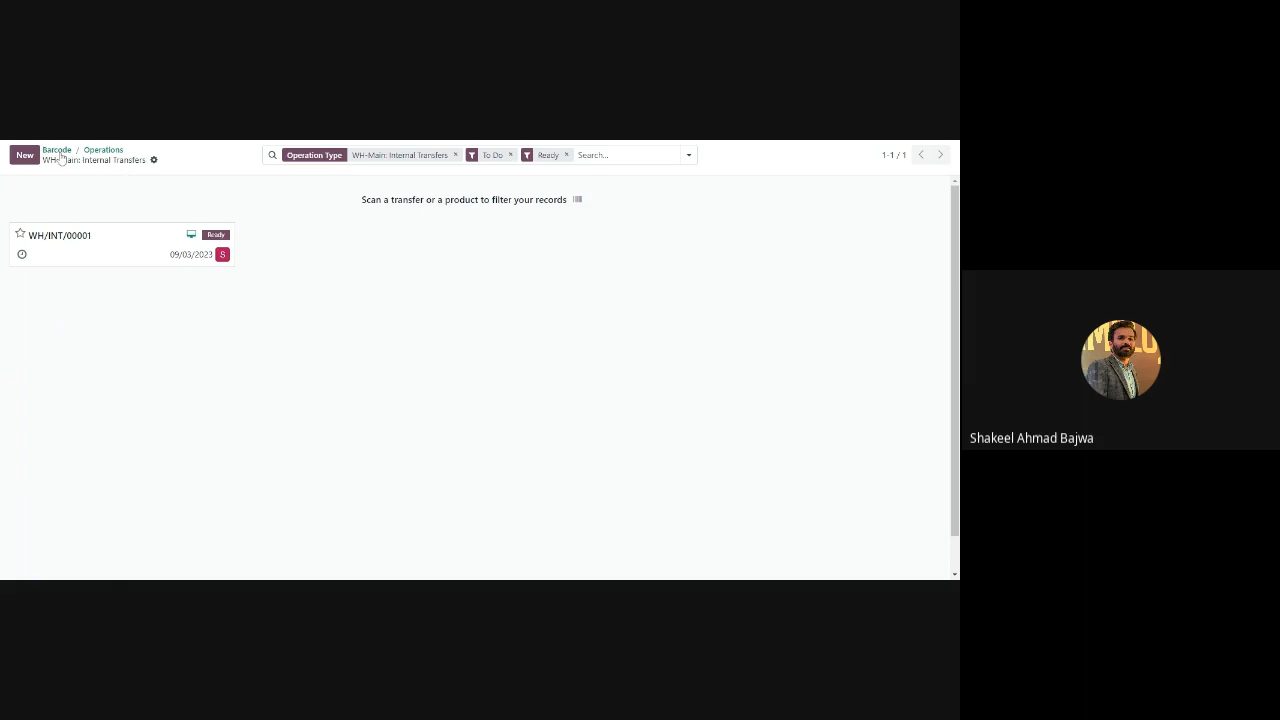 New
Barcode / Operations
WH-Main: Internal Transfers
Operation Type WH-Main: Internal Transfers × To Do × Ready × Search...
1-1 / 1
Scan a transfer or a product to filter your records
WH/INT/00001 Ready
09/03/2023 S
Shakeel Ahmad Bajwa